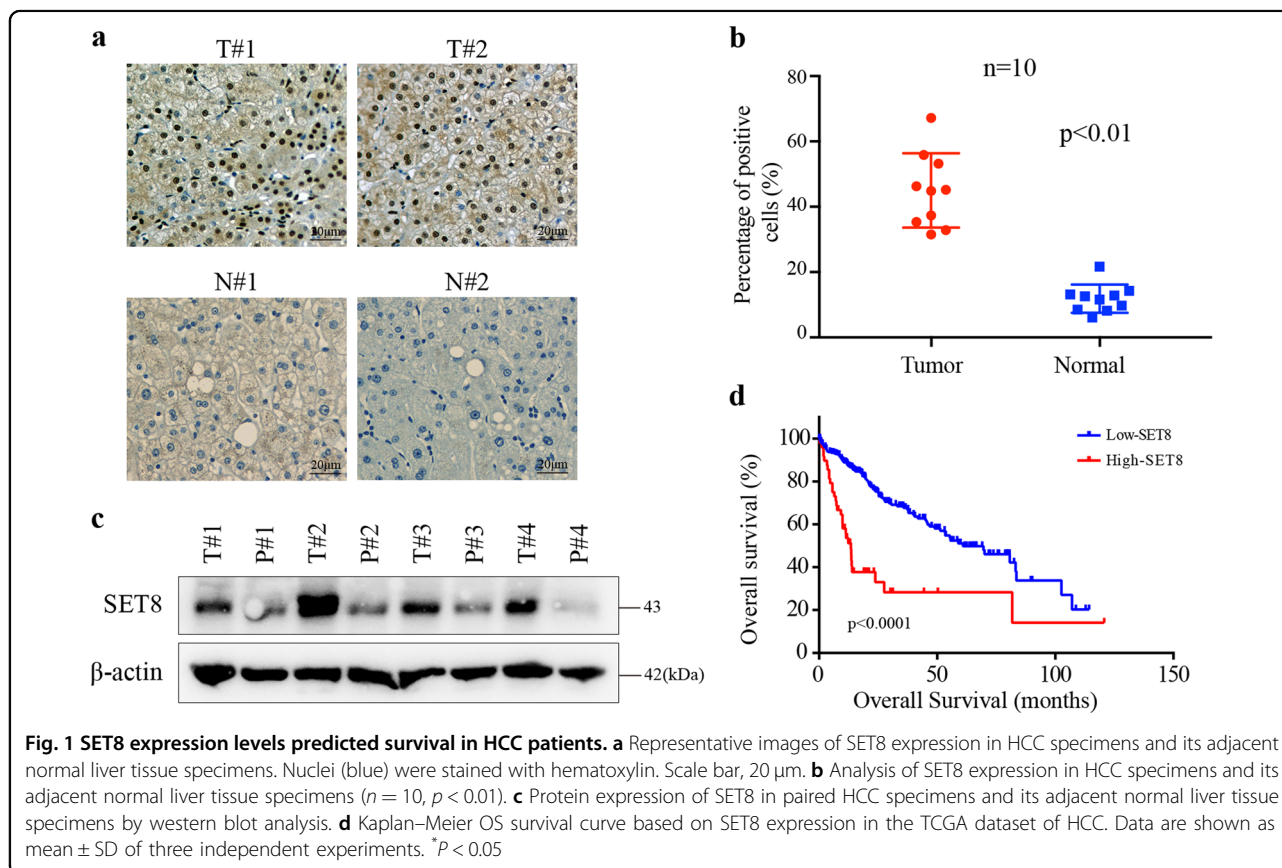 a
T#1
T#2
20μm
20μm
N#1
N#2
20μm
20μm
b
n=10
p<0.01
Percentage of positive
cells (%)
80
60
40
20
0
Tumor
Normal
c
T#1 P#1 T#2 P#2 T#3 P#3 T#4 P#4
SET8
43
β-actin
42(kDa)
d
Low-SET8
High-SET8
Overall survival (%)
100
80
60
40
20
0
p<0.0001
0 50 100 150
Overall Survival (months)
Fig. 1 SET8 expression levels predicted survival in HCC patients. a Representative images of SET8 expression in HCC specimens and its adjacent
normal liver tissue specimens. Nuclei (blue) were stained with hematoxylin. Scale bar, 20 μm. b Analysis of SET8 expression in HCC specimens and its
adjacent normal liver tissue specimens (n = 10, p < 0.01). c Protein expression of SET8 in paired HCC specimens and its adjacent normal liver tissue
specimens by western blot analysis. d Kaplan–Meier OS survival curve based on SET8 expression in the TCGA dataset of HCC. Data are shown as
mean ± SD of three independent experiments. *P < 0.05